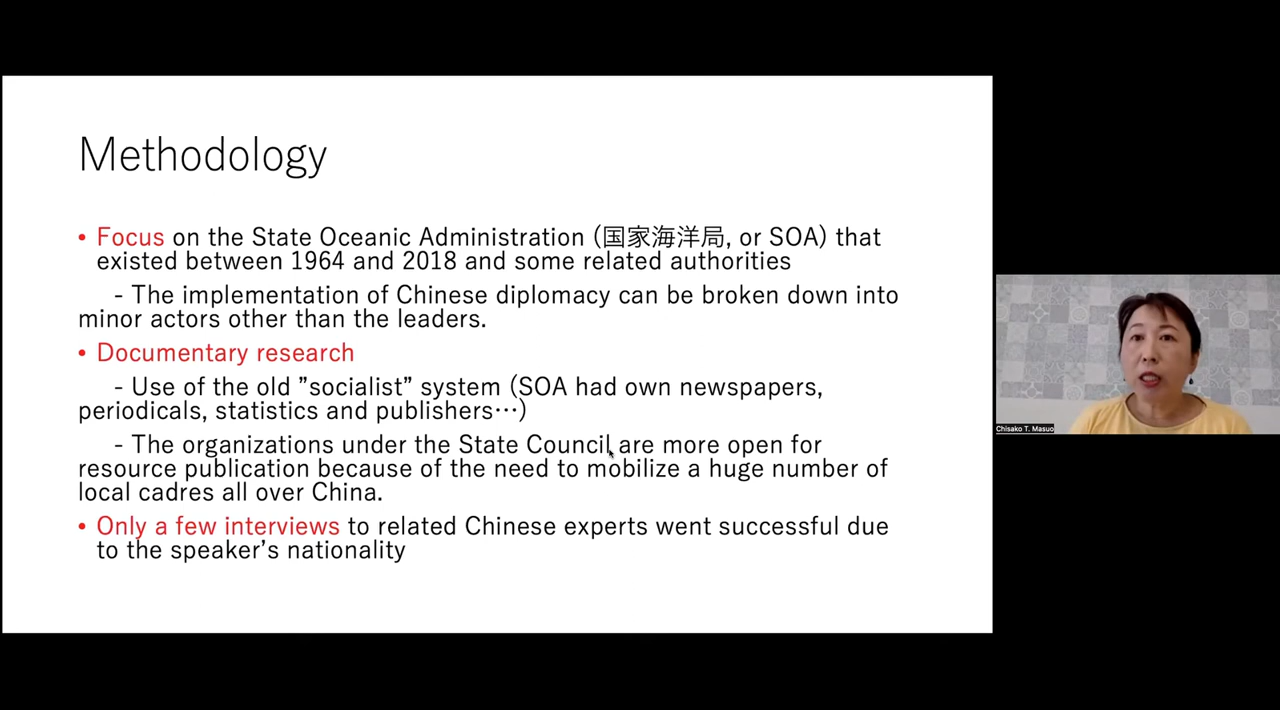 Methodology
• Focus on the State Oceanic Administration (国家海洋局, or SOA) that
existed between 1964 and 2018 and some related authorities
- The implementation of Chinese diplomacy can be broken down into
minor actors other than the leaders.
• Documentary research
- Use of the old ”socialist” system (SOA had own newspapers,
periodicals, statistics and publishers…)
- The organizations under the State Council are more open for
resource publication because of the need to mobilize a huge number of
local cadres all over China.
• Only a few interviews to related Chinese experts went successful due
to the speaker’s nationality
Chisako T. Masuo